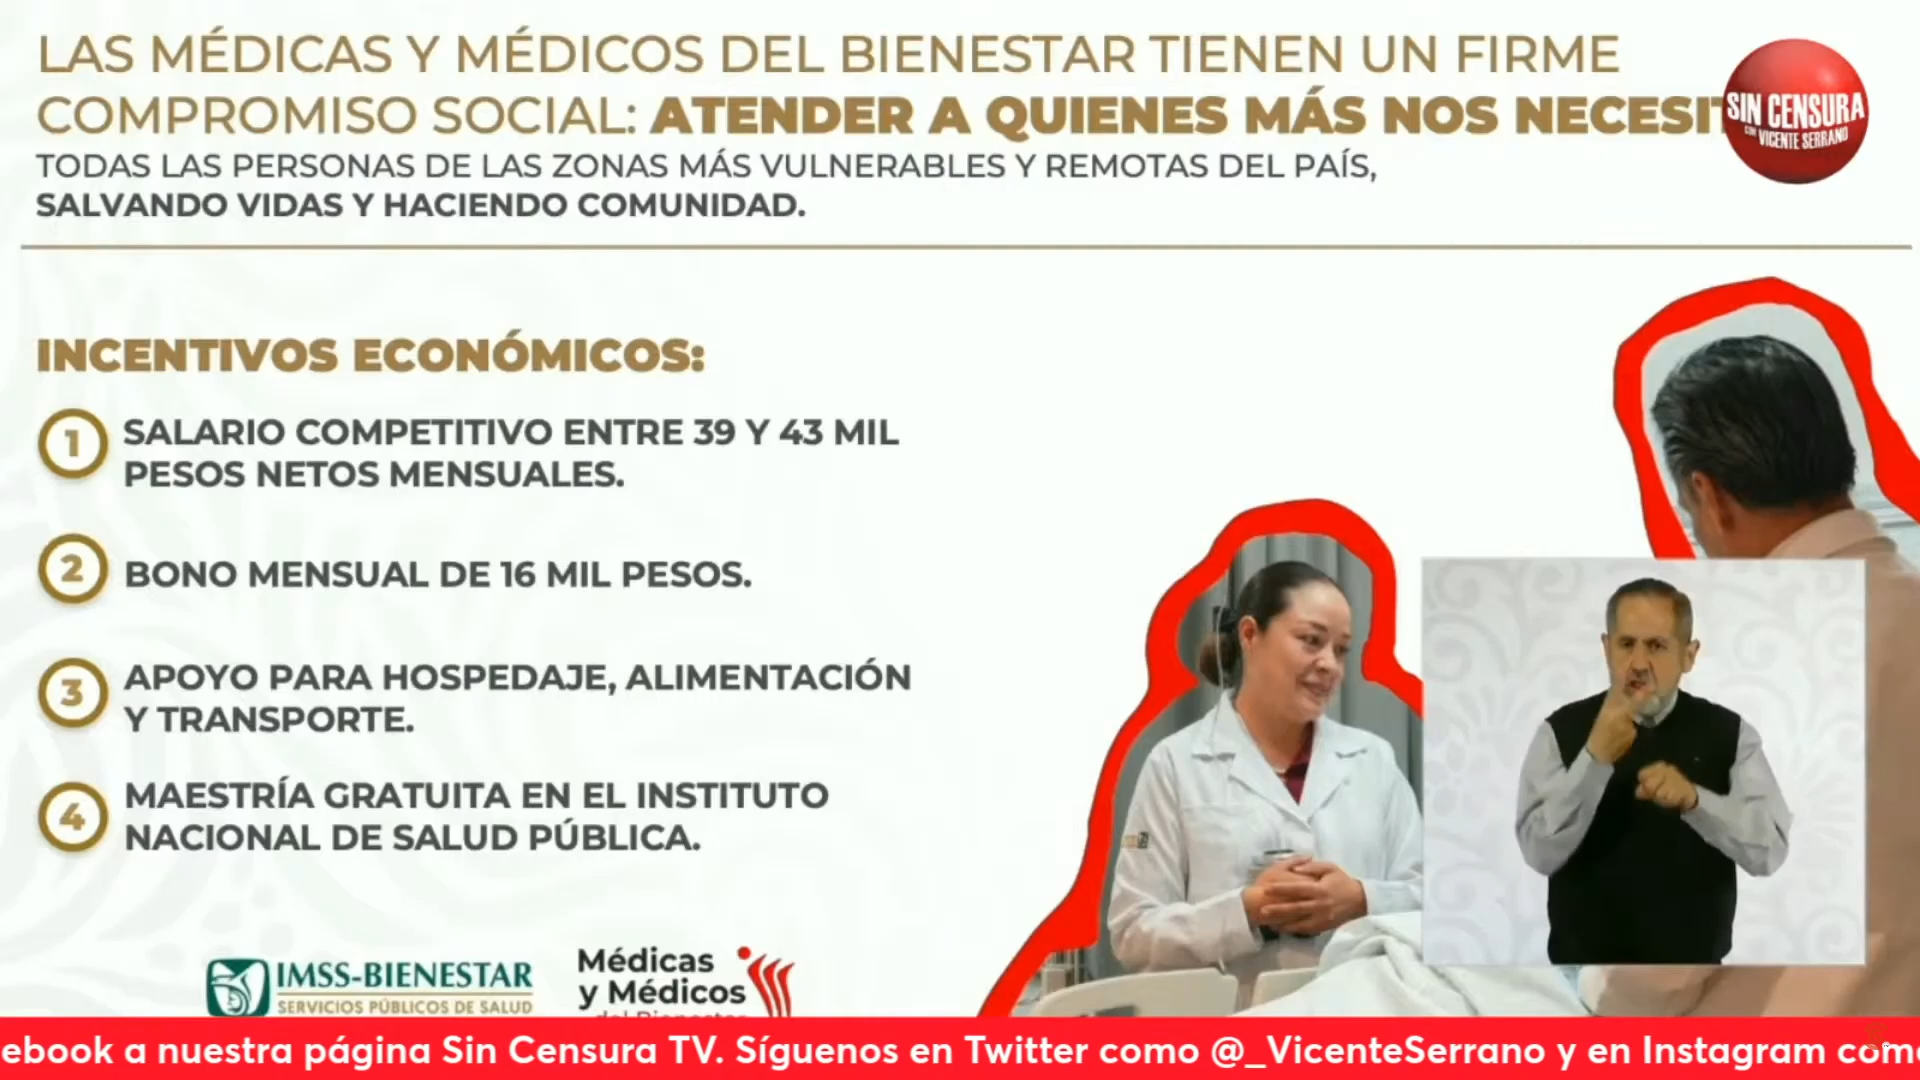 LAS MÉDICAS Y MÉDICOS DEL BIENESTAR TIENEN UN FIRME
COMPROMISO SOCIAL: ATENDER A QUIENES MÁS NOS NECESIT
SIN CENSURA
CON VICENTE SERRANO
TODAS LAS PERSONAS DE LAS ZONAS MÁS VULNERABLES Y REMOTAS DEL PAÍS,
SALVANDO VIDAS Y HACIENDO COMUNIDAD.
INCENTIVOS ECONÓMICOS:
1 SALARIO COMPETITIVO ENTRE 39 Y 43 MIL
PESOS NETOS MENSUALES.
2 BONO MENSUAL DE 16 MIL PESOS.
3 APOYO PARA HOSPEDAJE, ALIMENTACIÓN
Y TRANSPORTE.
4 MAESTRÍA GRATUITA EN EL INSTITUTO
NACIONAL DE SALUD PÚBLICA.
IMSS-BIENESTAR
SERVICIOS PÚBLICOS DE SALUD
Médicas
y Médicos
del Bienestar
ebook a nuestra página Sin Censura TV. Síguenos en Twitter como @_VicenteSerrano y en Instagram com